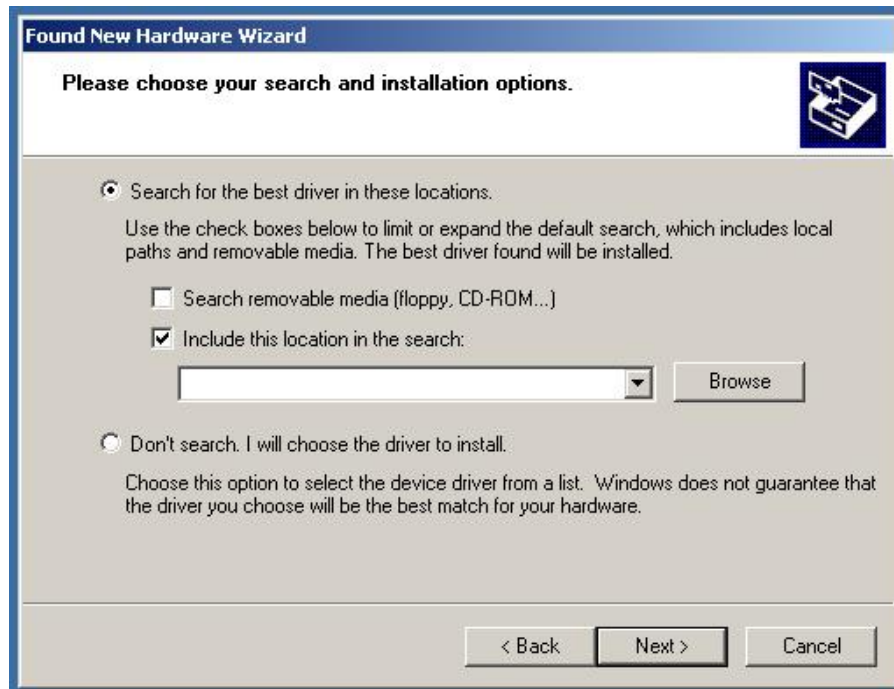 Found New Hardware Wizard
Please choose your search and installation options.
Search for the best driver in these locations.
Use the check boxes below to limit or expand the default search, which includes local
paths and removable media. The best driver found will be installed.
Search removable media (floppy, CD-ROM...)
Include this location in the search:
Browse
Don't search. I will choose the driver to install.
Choose this option to select the device driver from a list.  Windows does not guarantee that
the driver you choose will be the best match for your hardware.
< Back
Next >
Cancel